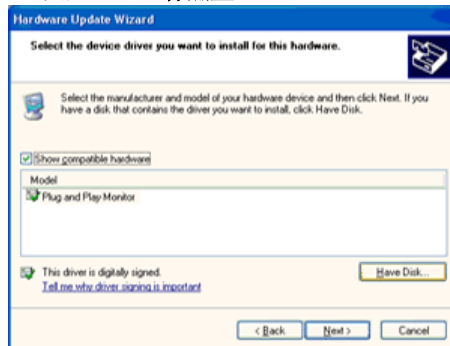 Hardware Update Wizard
Select the device driver you want to install for this hardware.
Select the manufacturer and model of your hardware device and then click Next. If you
have a disk that contains the driver you want to install, click Have Disk.
Show compatible hardware
Model
Plug and Play Monitor
This driver is digitally signed.
Have Disk...
Tell me why driver signing is important
< Back
Next >
Cancel